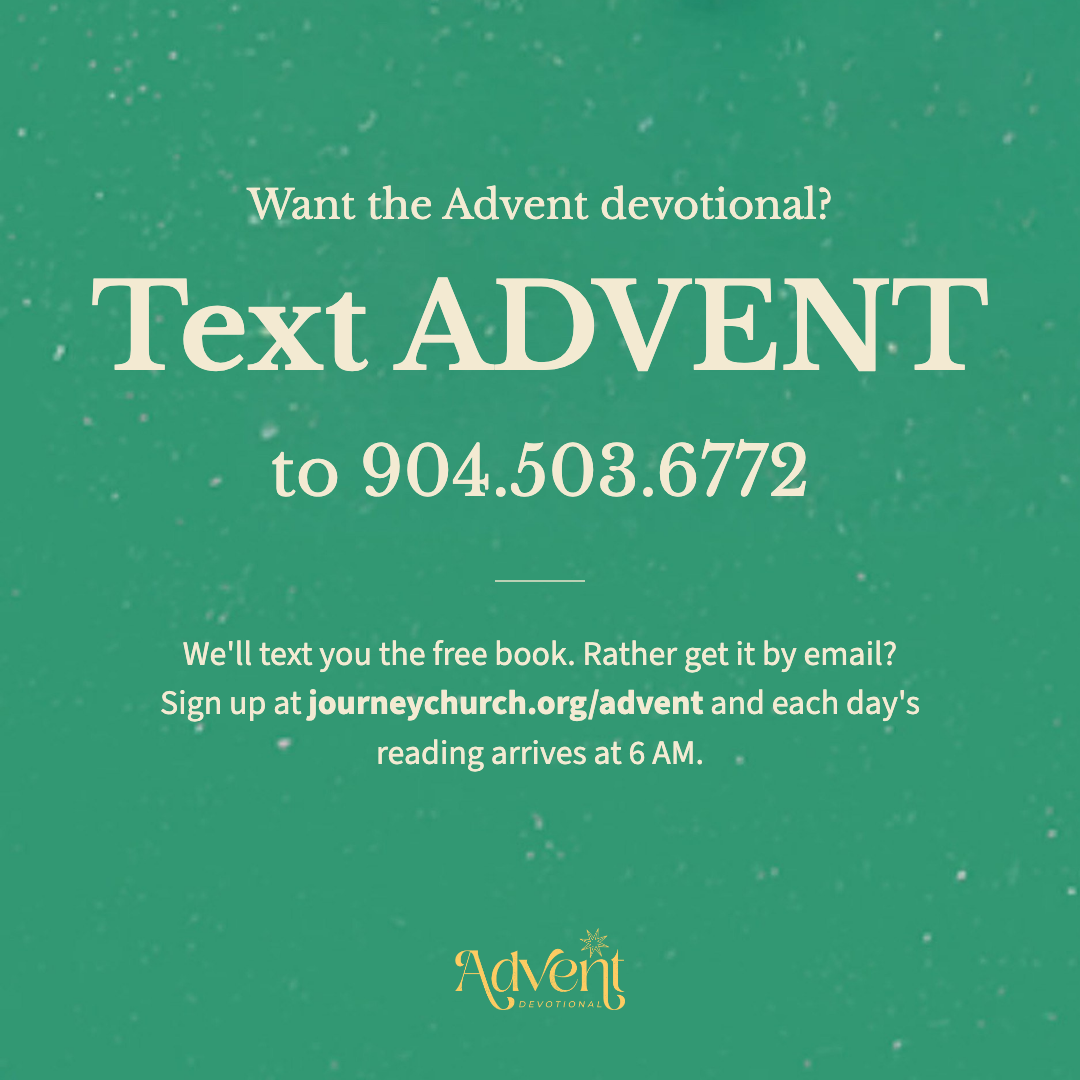 Want the Advent devotional?
Text ADVENT
to 904.503.6772
We'll text you the free book. Rather get it by email?
Sign up at journeychurch.org/advent and each day's
reading arrives at 6 AM.
Advent
DEVOTIONAL